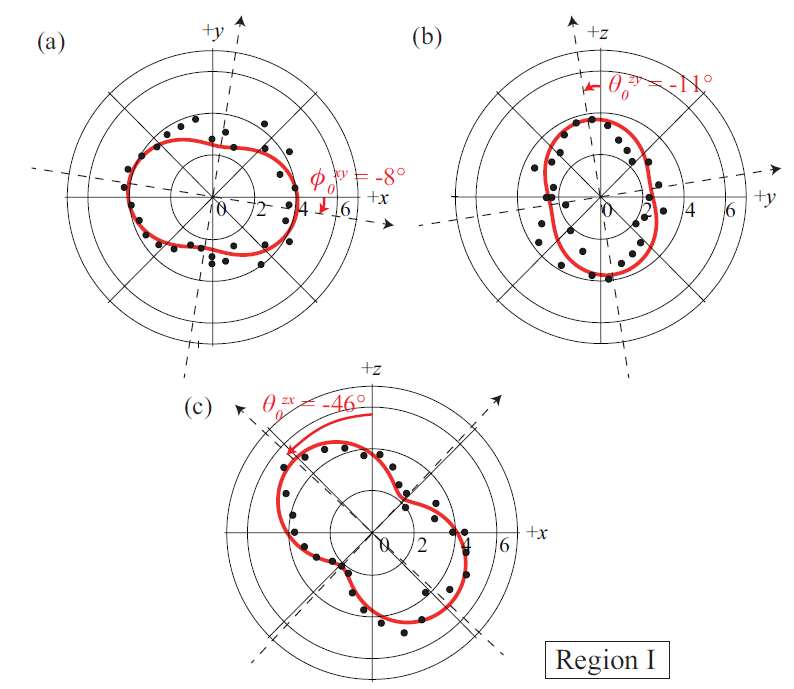 (a)
+y
ϕ₀ˣʸ = -8°
+x
0 2 4 6
(b)
+z
θ₀ᶻʸ = -11°
+y
0 2 4 6
(c)
+z
θ₀ᶻˣ = -46°
+x
0 2 4 6
Region I